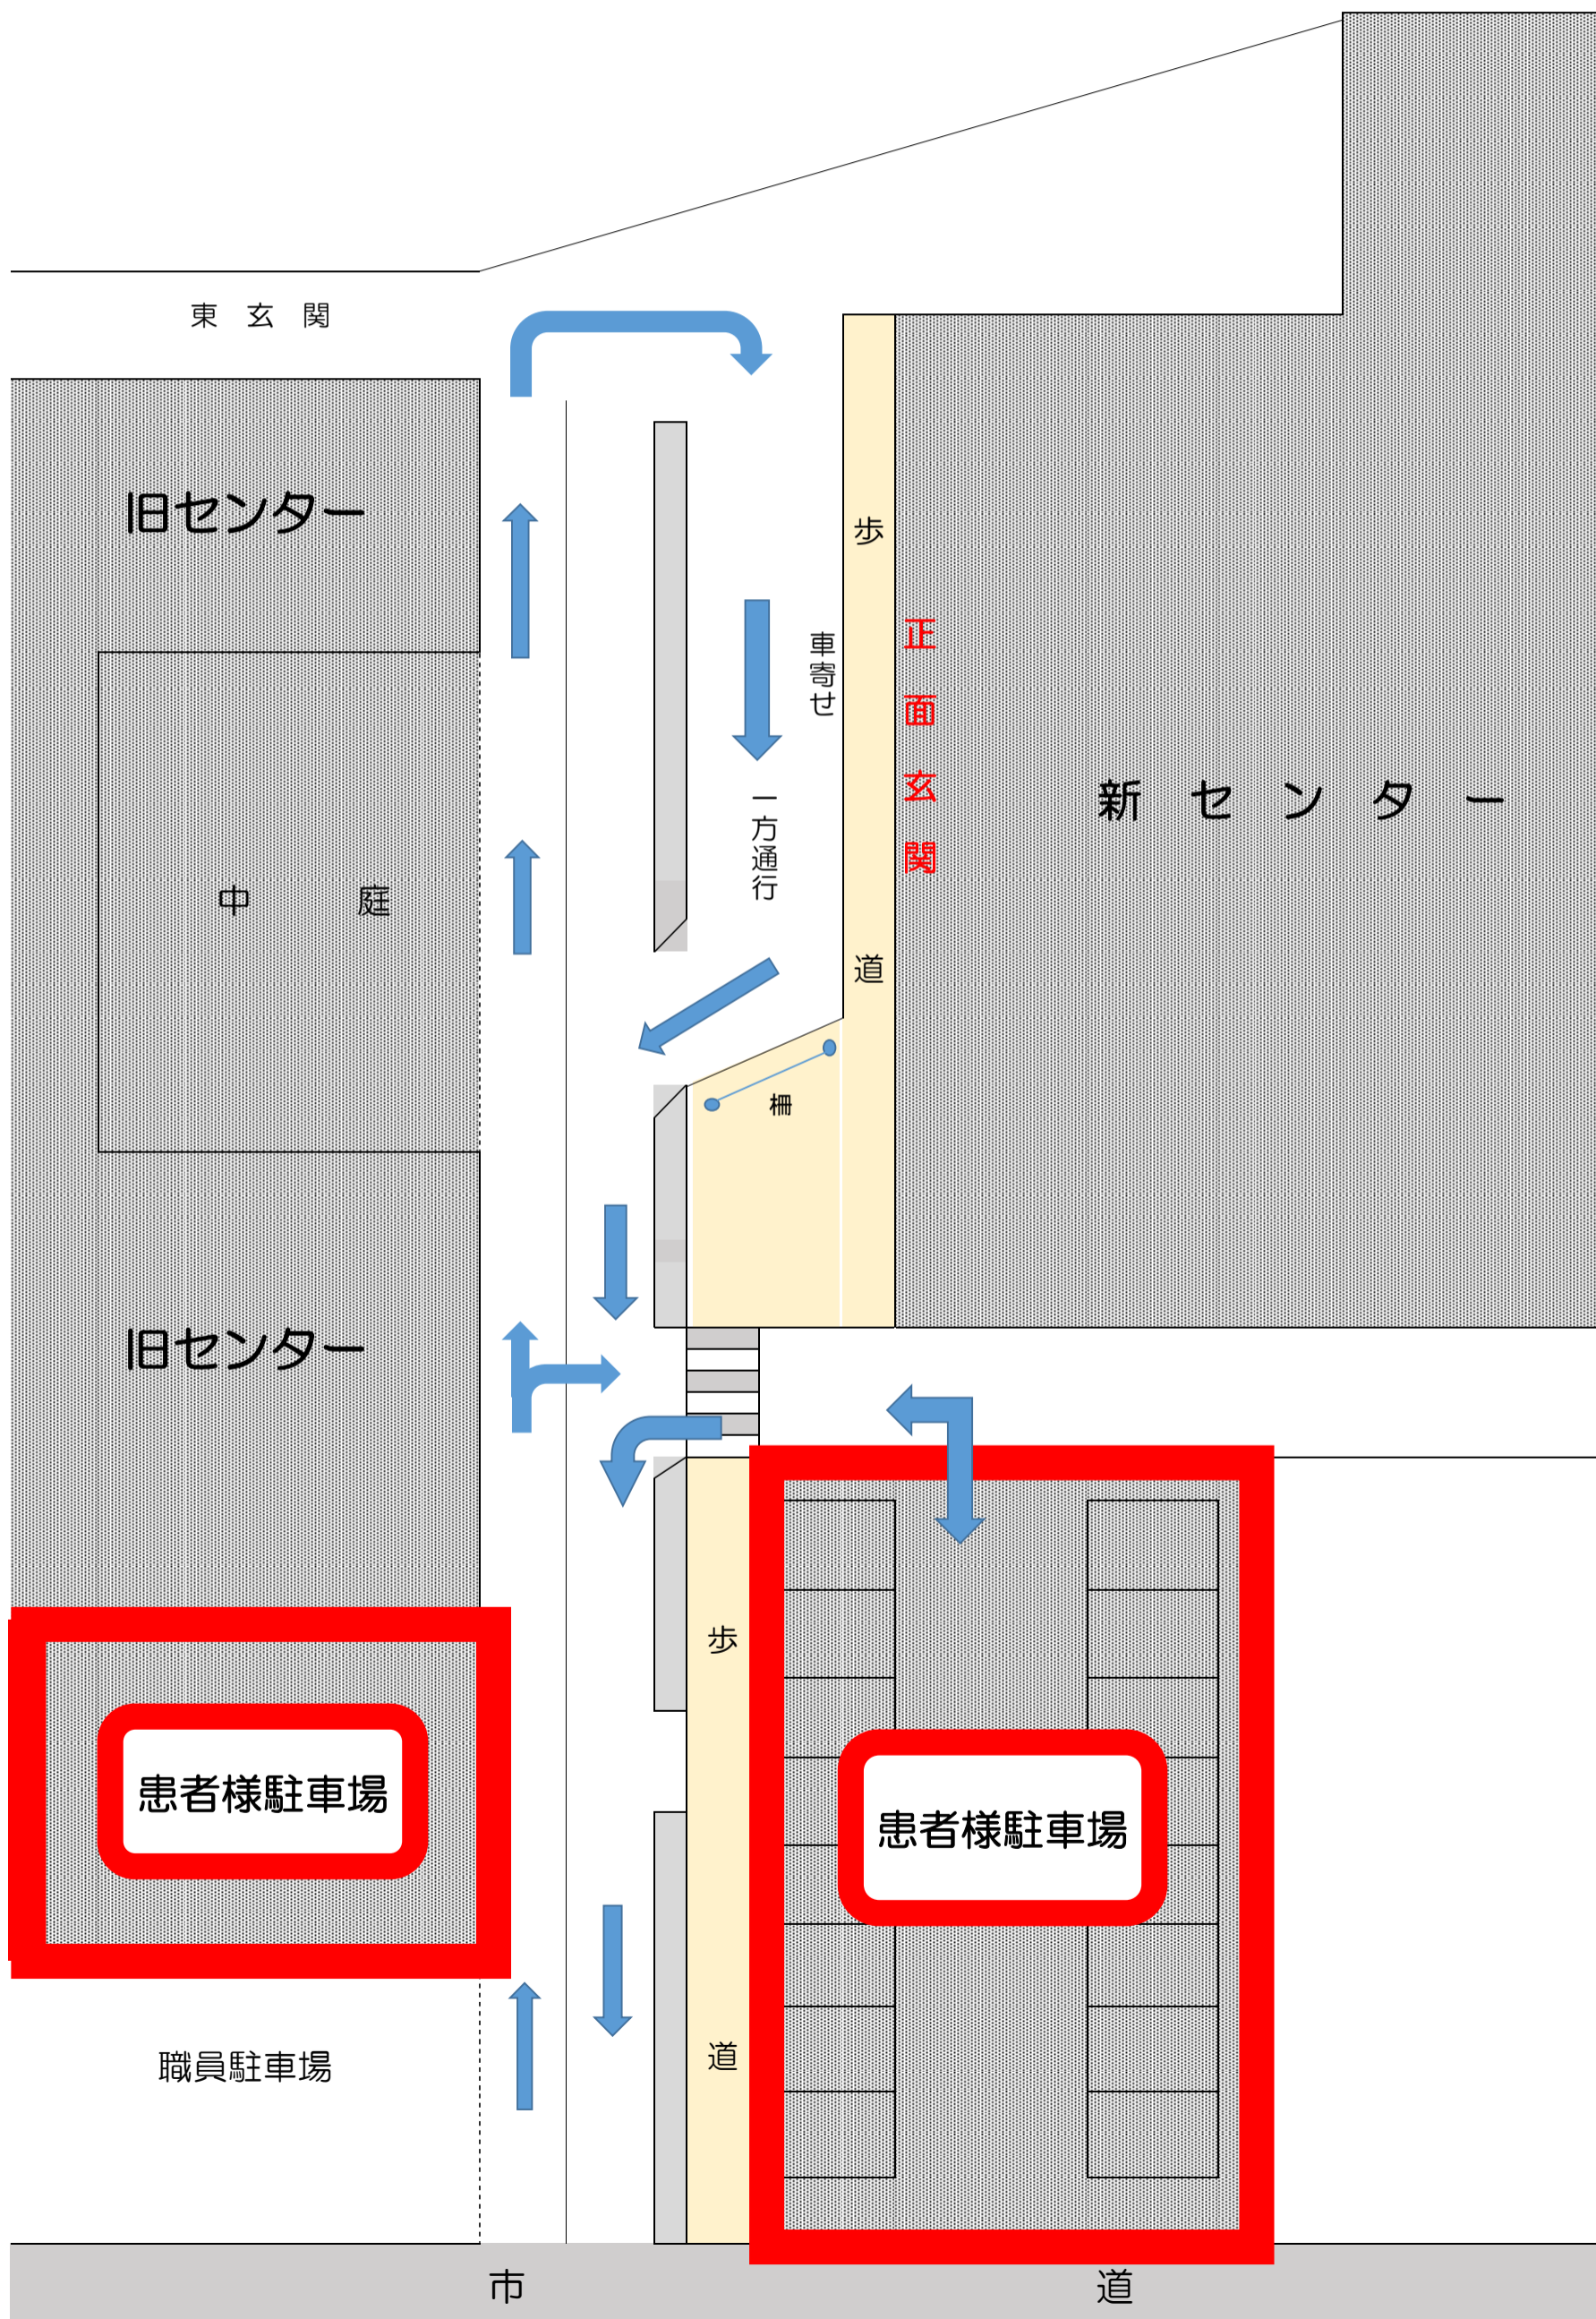 東玄関
旧センター
歩道
車寄せ
正面玄関
一方通行
新センター
中庭
柵
旧センター
歩道
患者様駐車場
患者様駐車場
職員駐車場
市道